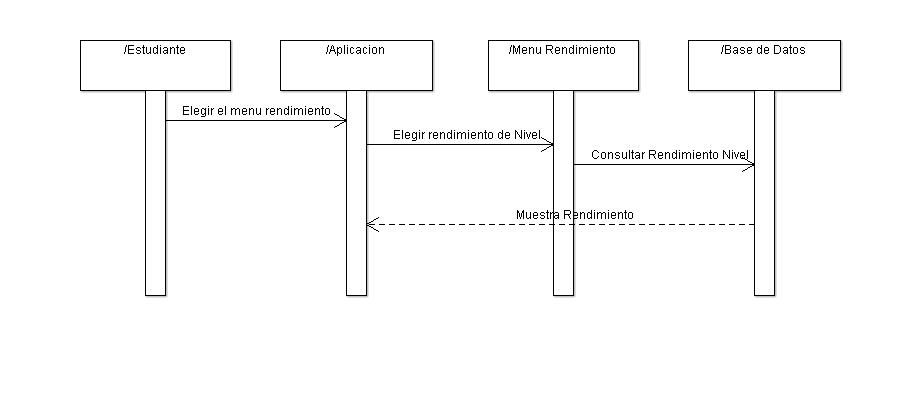 /Estudiante
/Aplicacion
/Menu Rendimiento
/Base de Datos
Elegir el menu rendimiento
Elegir rendimiento de Nivel
Consultar Rendimiento Nivel
Muestra Rendimiento